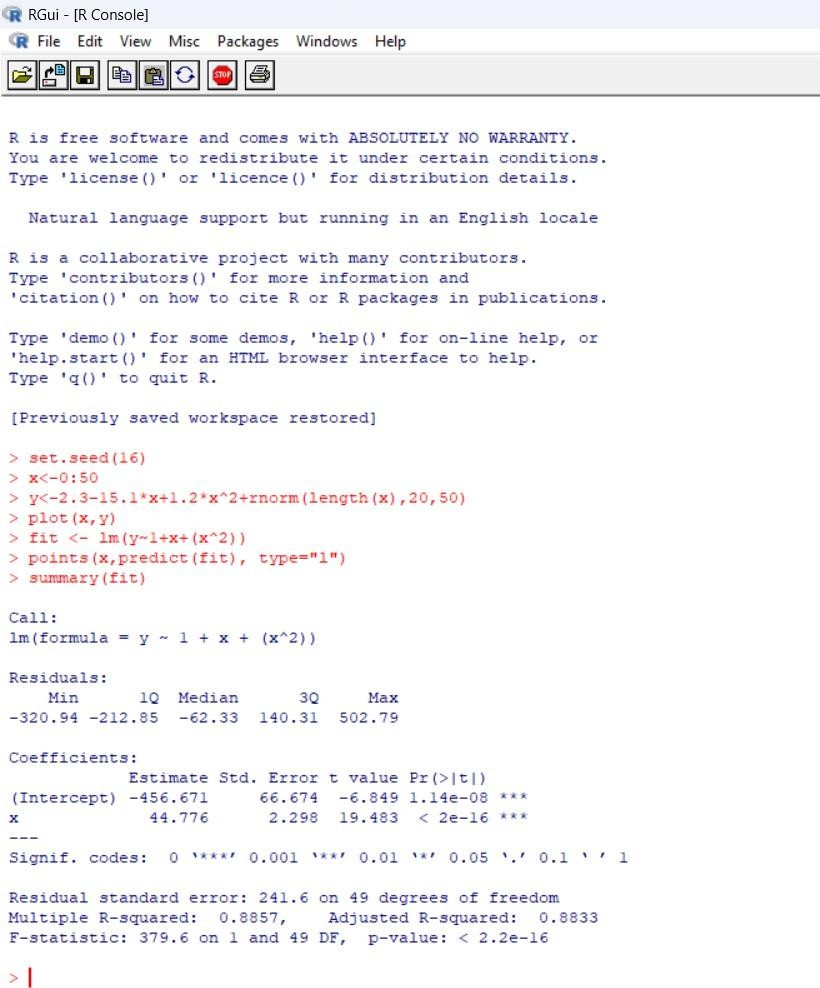 RGui - [R Console]
File Edit View Misc Packages Windows Help
STOP
R is free software and comes with ABSOLUTELY NO WARRANTY.
You are welcome to redistribute it under certain conditions.
Type 'license()' or 'licence()' for distribution details.
Natural language support but running in an English locale
R is a collaborative project with many contributors.
Type 'contributors()' for more information and
'citation()' on how to cite R or R packages in publications.
Type 'demo()' for some demos, 'help()' for on-line help, or
'help.start()' for an HTML browser interface to help.
Type 'q()' to quit R.
[Previously saved workspace restored]
> set.seed(16)
> x<-0:50
> y<-2.3-15.1*x+1.2*x^2+rnorm(length(x),20,50)
> plot(x,y)
> fit <- lm(y~1+x+(x^2))
> points(x,predict(fit), type="l")
> summary(fit)
Call:
lm(formula = y ~ 1 + x + (x^2))
Residuals:
Min 1Q Median 3Q Max
-320.94 -212.85 -62.33 140.31 502.79
Coefficients:
Estimate Std. Error t value Pr(>|t|)
(Intercept) -456.671 66.674 -6.849 1.14e-08 ***
x 44.776 2.298 19.483 < 2e-16 ***
---
Signif. codes: 0 ‘***’ 0.001 ‘**’ 0.01 ‘*’ 0.05 ‘.’ 0.1 ‘ ’ 1
Residual standard error: 241.6 on 49 degrees of freedom
Multiple R-squared: 0.8857, Adjusted R-squared: 0.8833
F-statistic: 379.6 on 1 and 49 DF, p-value: < 2.2e-16
>